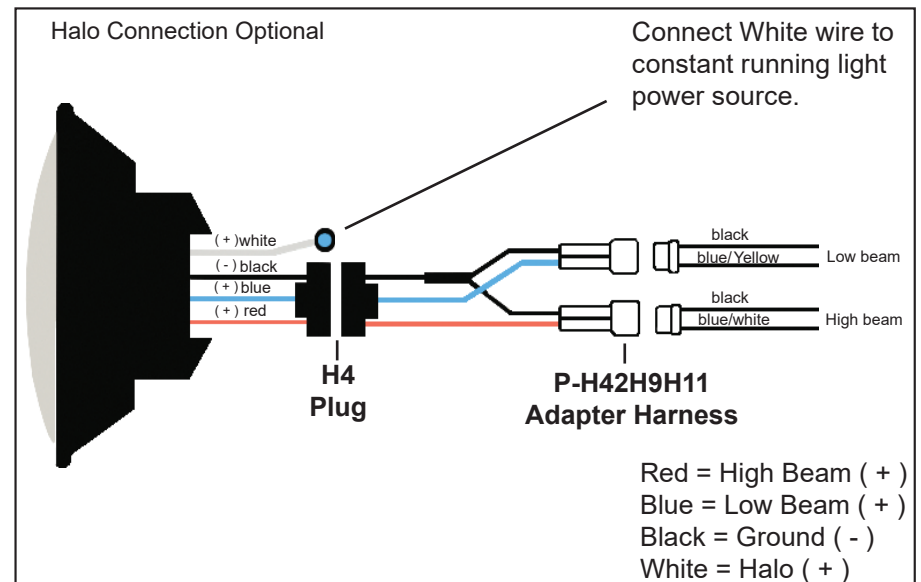 Halo Connection Optional
Connect White wire to
constant running light
power source.
( + )white
( - ) black
( + ) blue
( + ) red
black
blue/Yellow
Low beam
black
blue/white
High beam
H4
Plug
P-H42H9H11
Adapter Harness
Red = High Beam ( + )
Blue = Low Beam ( + )
Black = Ground ( - )
White = Halo ( + )